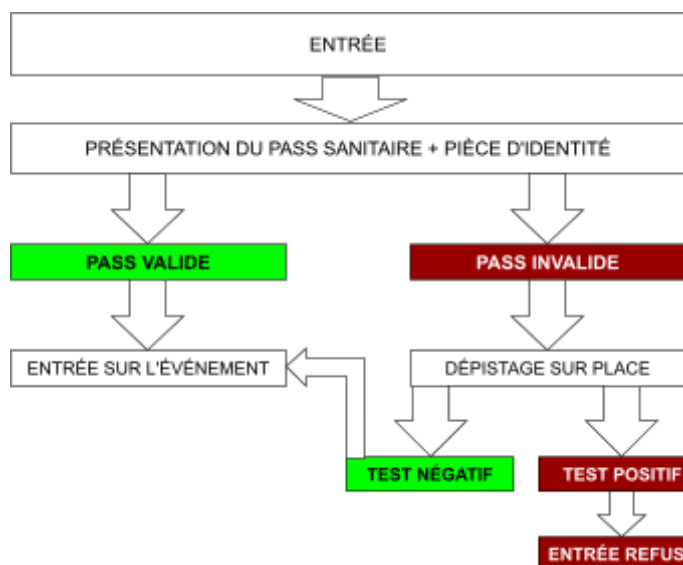 ENTRÉE
PRÉSENTATION DU PASS SANITAIRE + PIÈCE D'IDENTITÉ
PASS VALIDE
PASS INVALIDE
ENTRÉE SUR L'ÉVÉNEMENT
DÉPISTAGE SUR PLACE
TEST NÉGATIF
TEST POSITIF
ENTRÉE REFUS